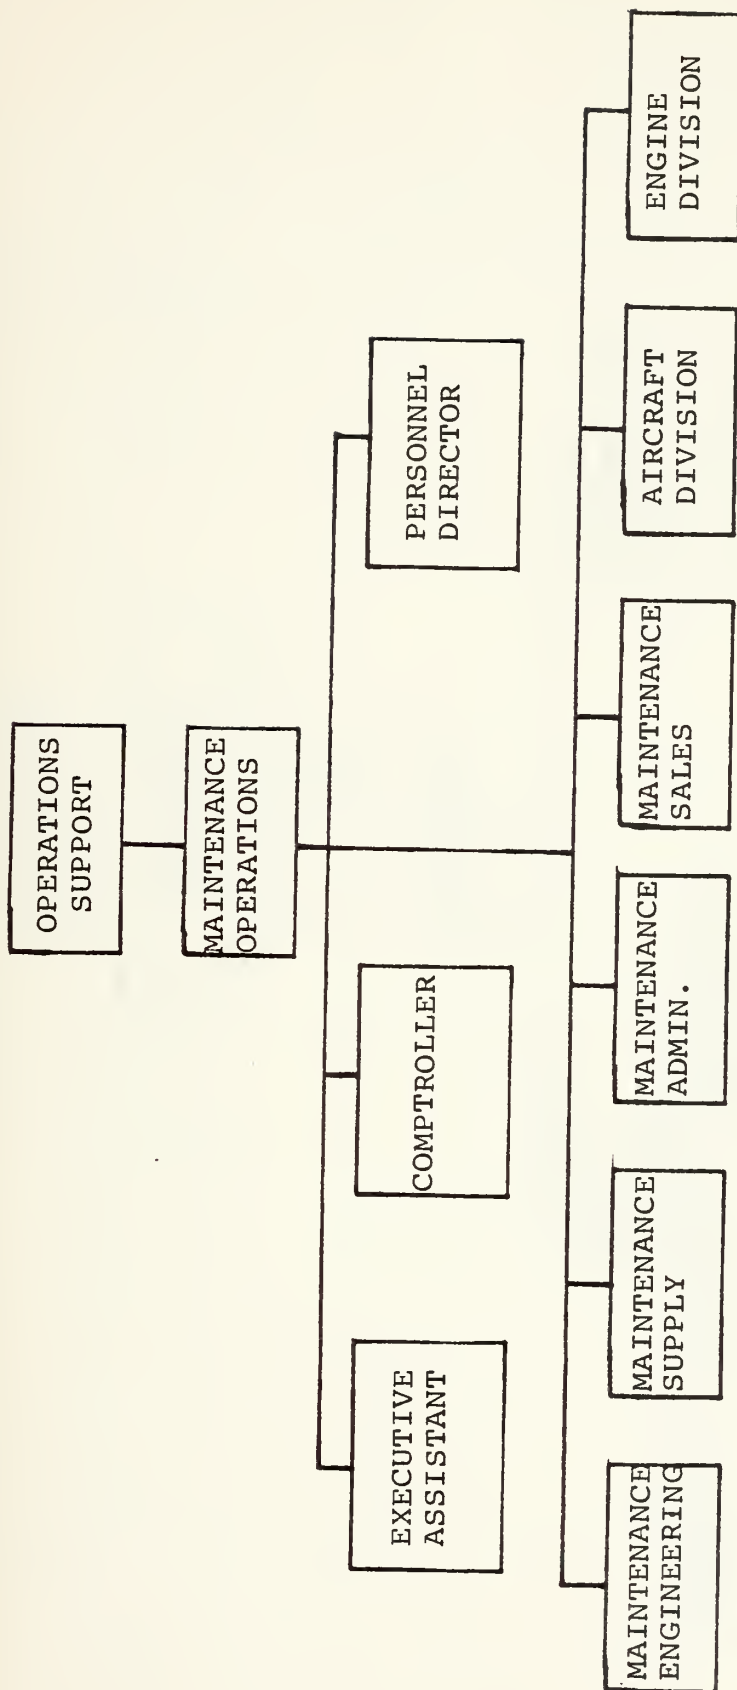 OPERATIONS
SUPPORT
MAINTENANCE
OPERATIONS
EXECUTIVE
ASSISTANT
COMPTROLLER
PERSONNEL
DIRECTOR
MAINTENANCE
ENGINEERING
MAINTENANCE
SUPPLY
MAINTENANCE
ADMIN.
MAINTENANCE
SALES
AIRCRAFT
DIVISION
ENGINE
DIVISION